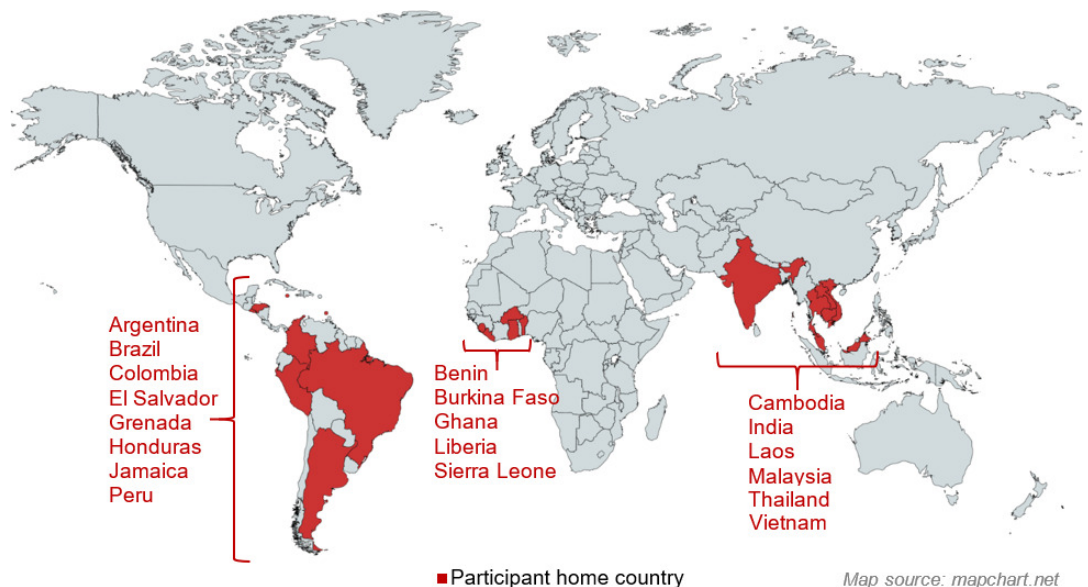 Argentina
Brazil
Colombia
El Salvador
Grenada
Honduras
Jamaica
Peru
Benin
Burkina Faso
Ghana
Liberia
Sierra Leone
Cambodia
India
Laos
Malaysia
Thailand
Vietnam
Participant home country
Map source: mapchart.net